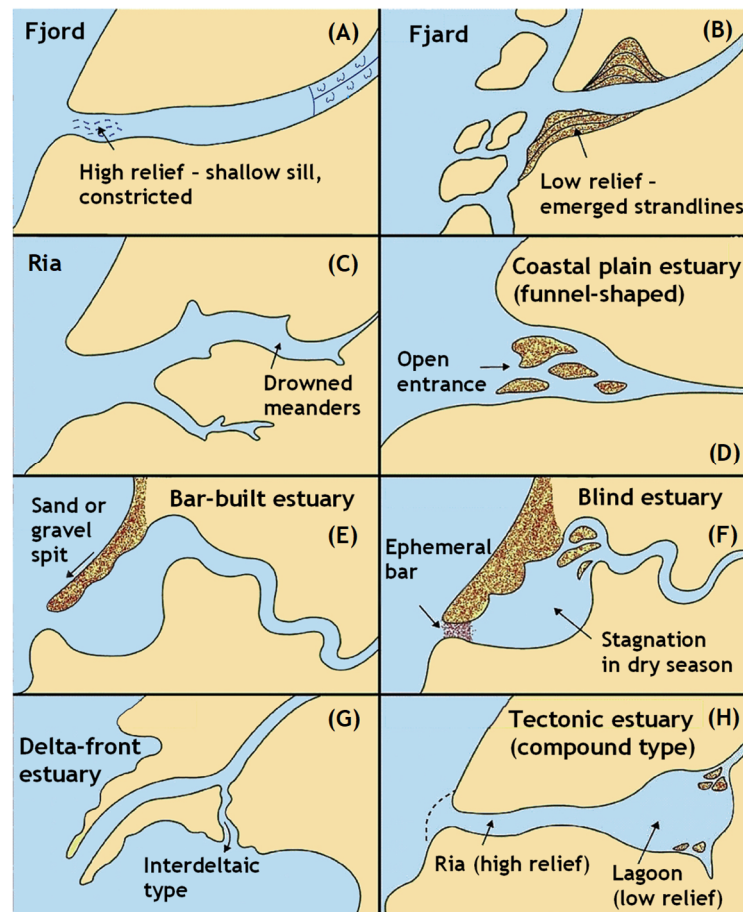 Fjord
(A)
High relief – shallow sill,
constricted
Fjard
(B)
Low relief –
emerged strandlines
Ria
(C)
Drowned
meanders
Coastal plain estuary
(funnel-shaped)
Open
entrance
(D)
Sand or
gravel
spit
Bar-built estuary
(E)
Blind estuary
Ephemeral
bar
(F)
Stagnation
in dry season
(G)
Delta-front
estuary
Interdeltaic
type
Tectonic estuary
(compound type)
(H)
Ria (high relief)
Lagoon
(low relief)